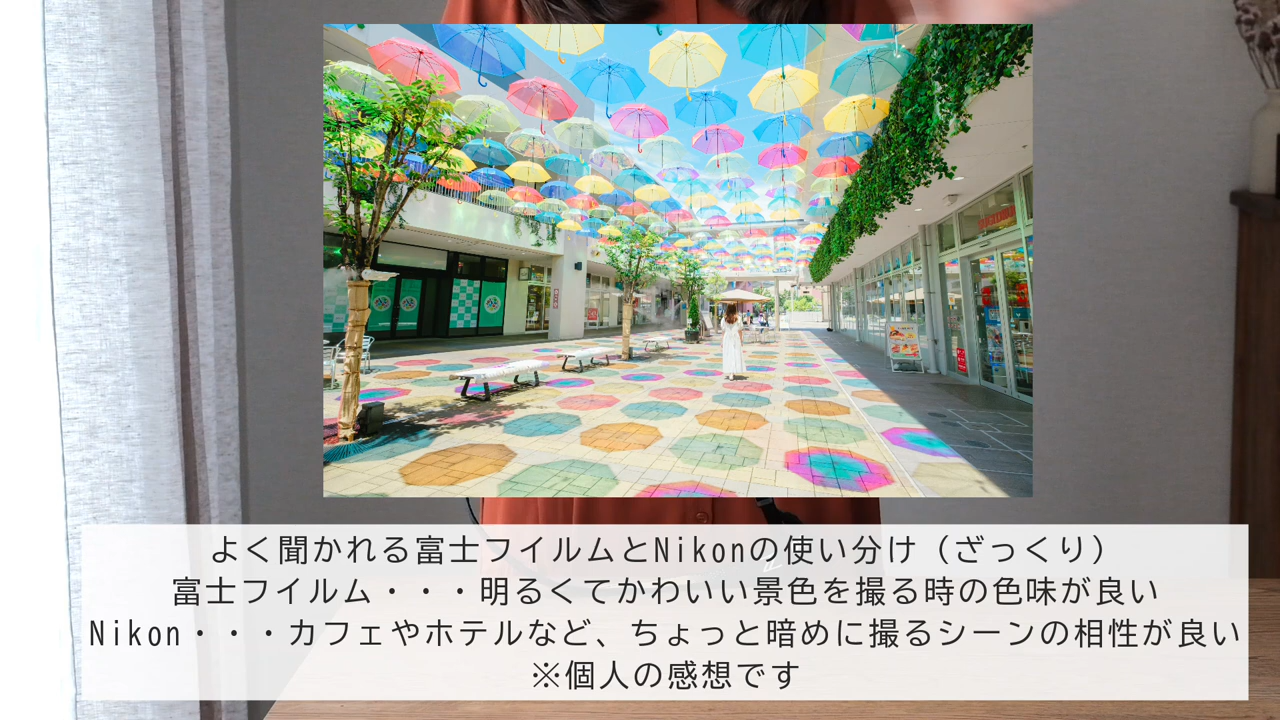 よく聞かれる富士フイルムとNikonの使い分け（ざっくり）
富士フイルム・・・明るくてかわいい景色を撮る時の色味が良い
Nikon・・・カフェやホテルなど、ちょっと暗めに撮るシーンの相性が良い
※個人の感想です